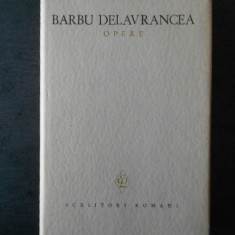 BARBU DELAVRANCEA
OPERE
SCRIITORI ROMÂNI